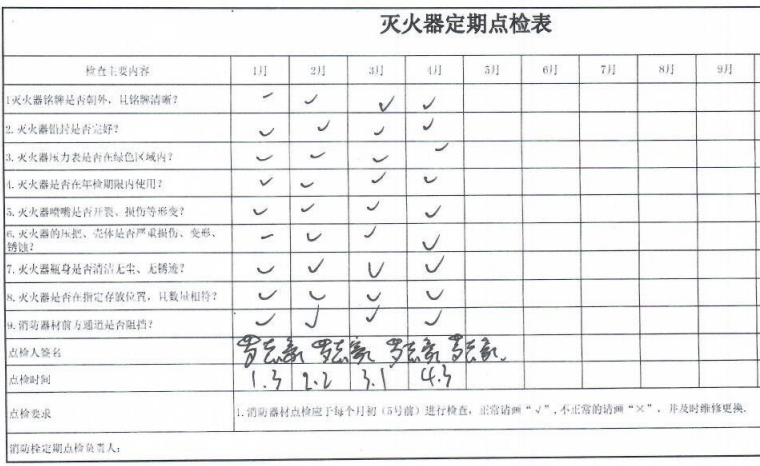 灭火器定期点检表
检查主要内容 1月 2月 3月 4月 5月 6月 7月 8月 9月
1灭火器铭牌是否朝外，且铭牌清晰？ － ✓ ✓ ✓
2.灭火器铅封是否完好？ ✓ ✓ ✓ ✓
3.灭火器压力表是否在绿色区域内？ ✓ ✓ ✓ ✓
4.灭火器是否在年检期限内使用？ ✓ ✓ ✓ ✓
5.灭火器喷嘴是否开裂、损伤等形变？ ✓ ✓ ✓ ✓
6.灭火器的压把、壳体是否严重损伤、变形、
锈蚀？ － ✓ ✓ ✓
7.灭火器瓶身是否清洁无尘、无锈迹？ ✓ ✓ ✓ ✓
8.灭火器是否在指定存放位置，且数量相符？ ✓ ✓ ✓ ✓
9.消防器材前方通道是否阻挡？ ✓ ✓ ✓ ✓
点检人签名
点检时间 1.3 2.2 3.1 4.3
点检要求 1.消防器材点检应于每个月初（5号前）进行检查，正常请画“√”,不正常的请画“×”，并及时维修更换.
消防栓定期点检负责人：